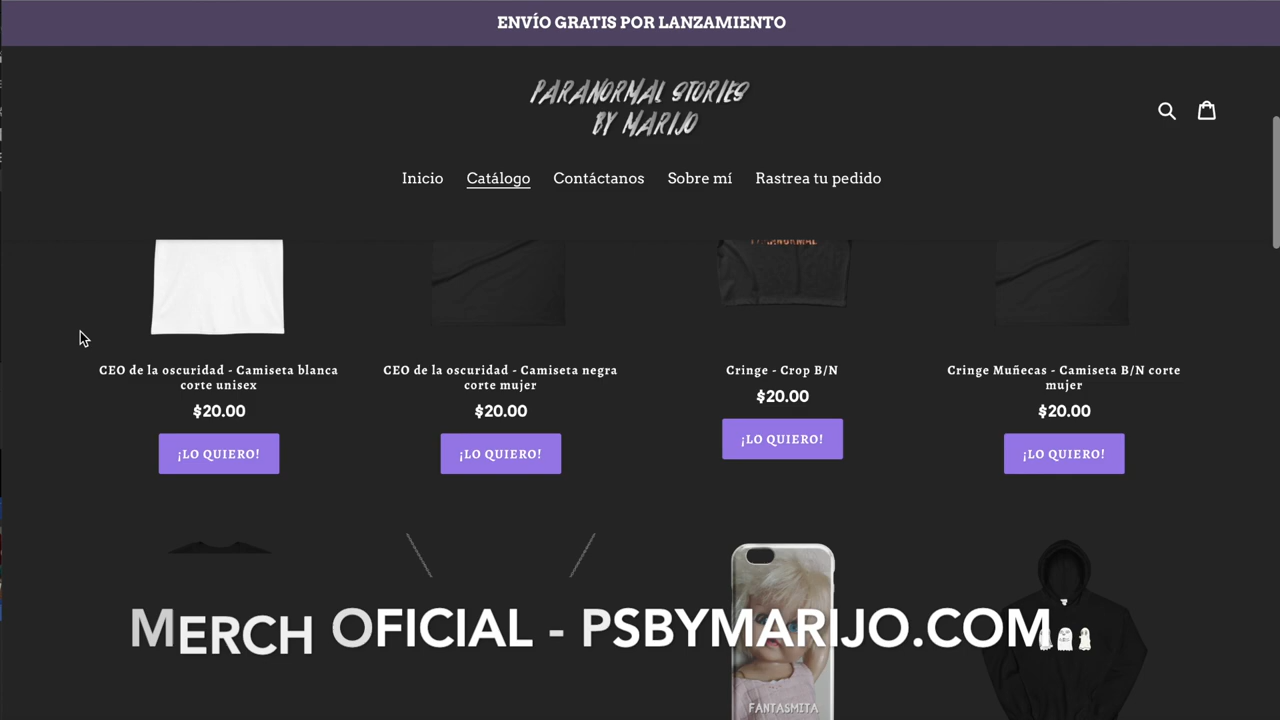 ENVÍO GRATIS POR LANZAMIENTO
PARANORMAL STORIES
BY MARIJO
Inicio Catálogo Contáctanos Sobre mí Rastrea tu pedido
PARANORMAL
CEO de la oscuridad - Camiseta blanca
corte unisex
$20.00
¡LO QUIERO!
CEO de la oscuridad - Camiseta negra
corte mujer
$20.00
¡LO QUIERO!
Cringe - Crop B/N
$20.00
¡LO QUIERO!
Cringe Muñecas - Camiseta B/N corte
mujer
$20.00
¡LO QUIERO!
MERCH OFICIAL - PSBYMARIJO.COM
FANTASMITA